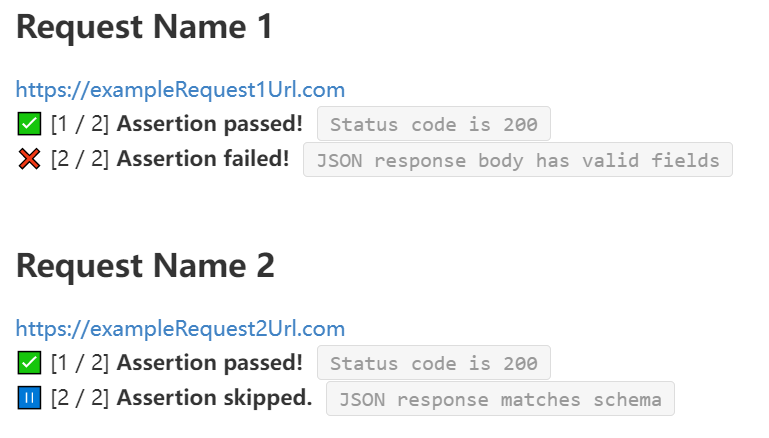 Request Name 1
https://exampleRequest1Url.com
✅ [1 / 2] Assertion passed! Status code is 200
❌ [2 / 2] Assertion failed! JSON response body has valid fields
Request Name 2
https://exampleRequest2Url.com
✅ [1 / 2] Assertion passed! Status code is 200
⏸️ [2 / 2] Assertion skipped. JSON response matches schema